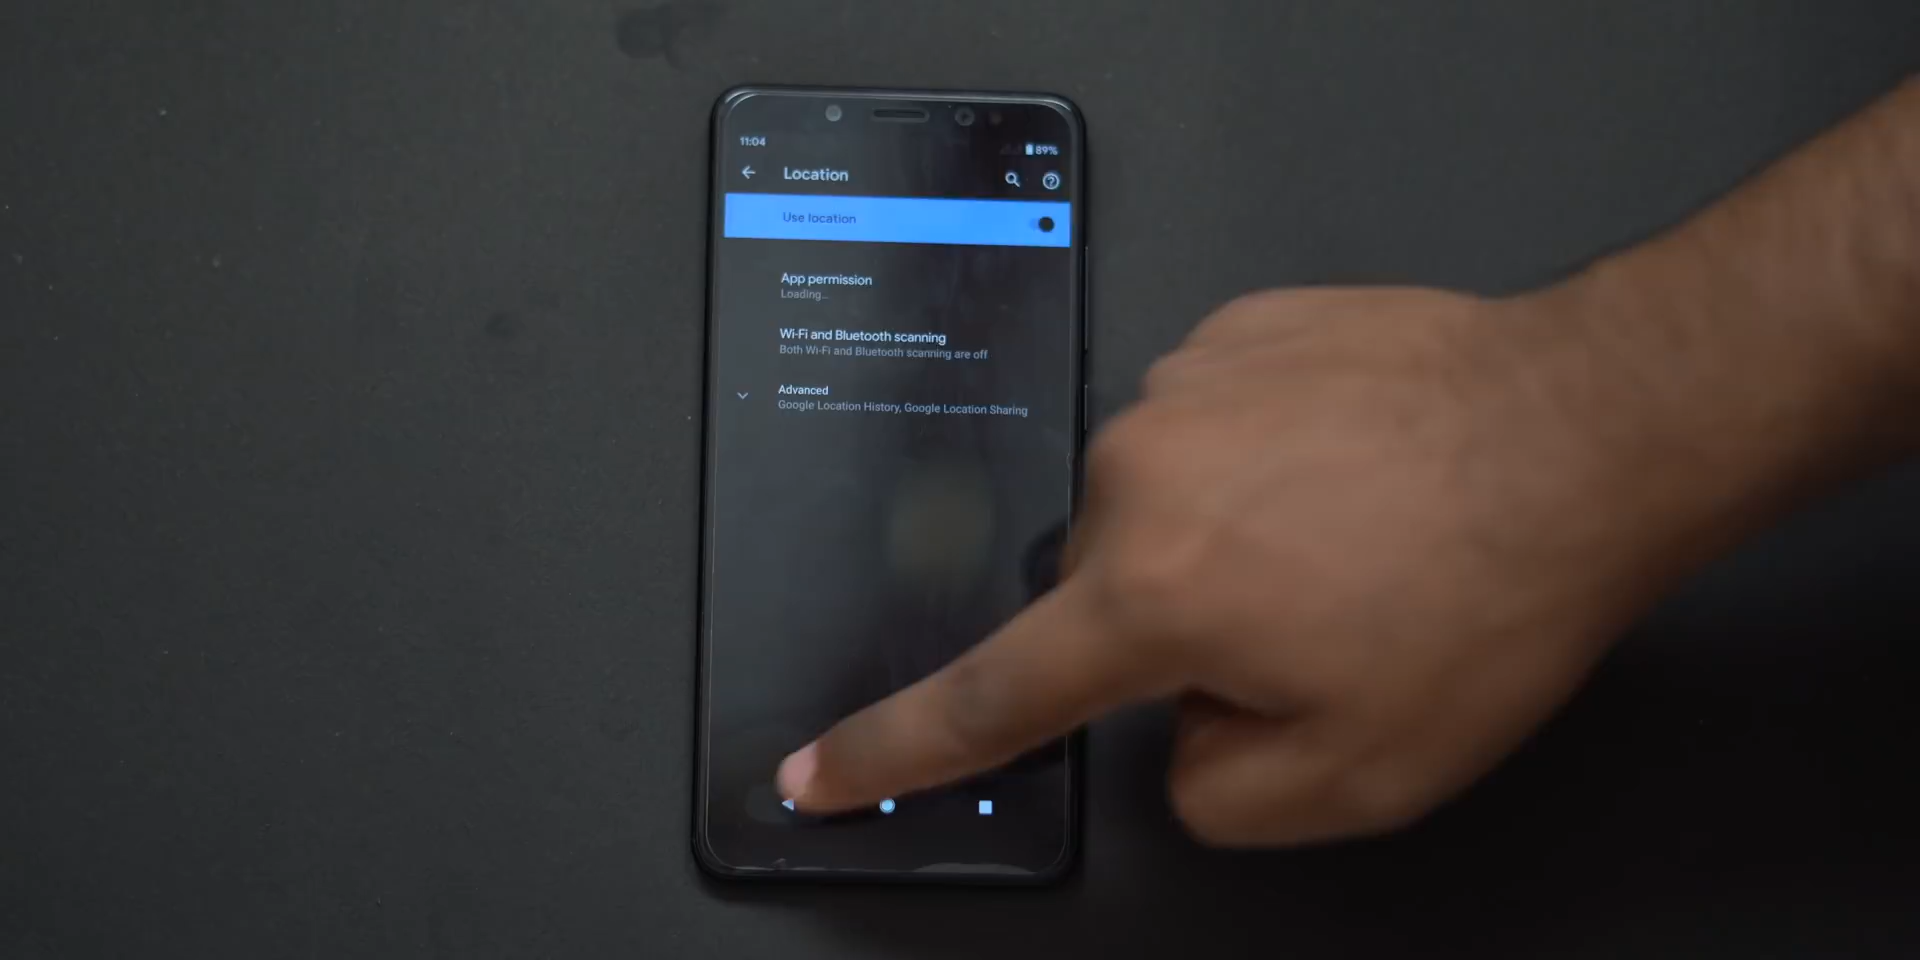 11:04
89%
Location
Use location
App permission
Loading...
Wi-Fi and Bluetooth scanning
Both Wi-Fi and Bluetooth scanning are off
Advanced
Google Location History, Google Location Sharing